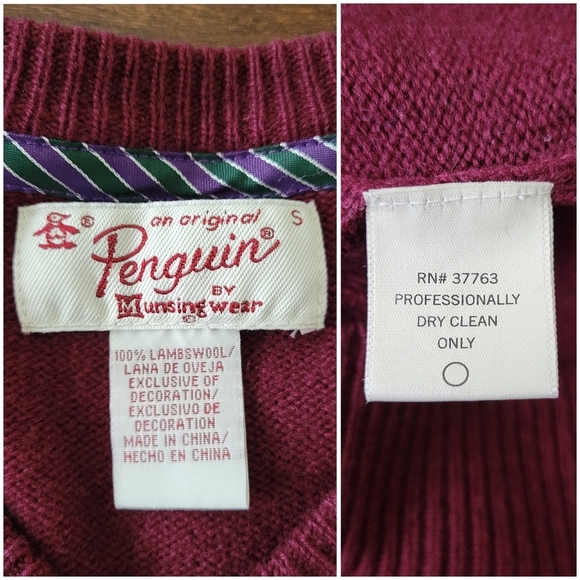 an original
S
Penguin®
BY
Munsingwear
®
100% LAMBSWOOL/
LANA DE OVEJA
EXCLUSIVE OF
DECORATION/
EXCLUSIVO DE
DECORATION
MADE IN CHINA/
HECHO EN CHINA
RN# 37763
PROFESSIONALLY
DRY CLEAN
ONLY